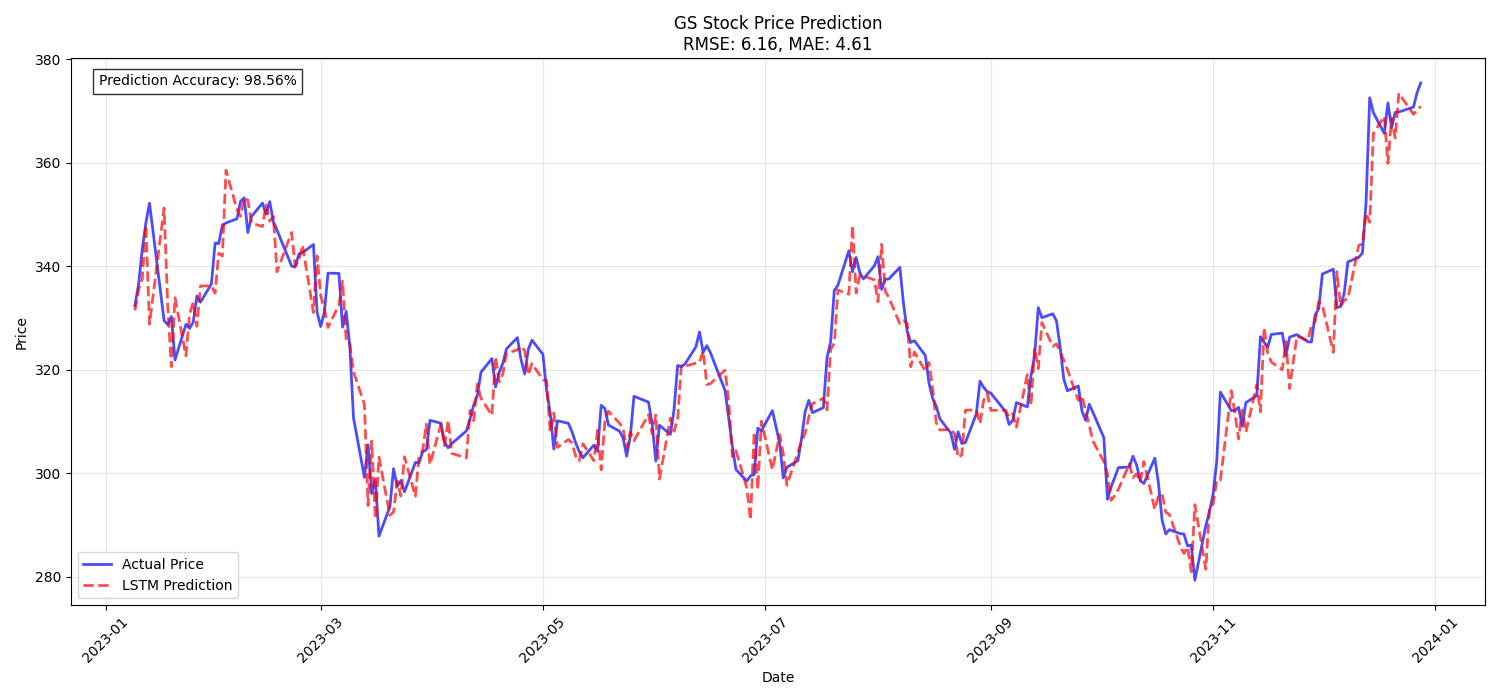 GS Stock Price Prediction
RMSE: 6.16, MAE: 4.61
Prediction Accuracy: 98.56%
380
360
340
320
300
280
Price
Actual Price
LSTM Prediction
2023-01
2023-03
2023-05
2023-07
2023-09
2023-11
2024-01
Date